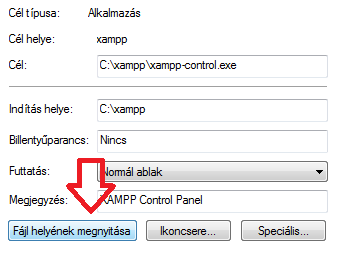 Cél típusa: Alkalmazás
Cél helye: xampp
Cél: C:\xampp\xampp-control.exe
Indítás helye: C:\xampp
Billentyűparancs: Nincs
Futtatás: Normál ablak
Megjegyzés: XAMPP Control Panel
Fájl helyének megnyitása Ikoncsere... Speciális...